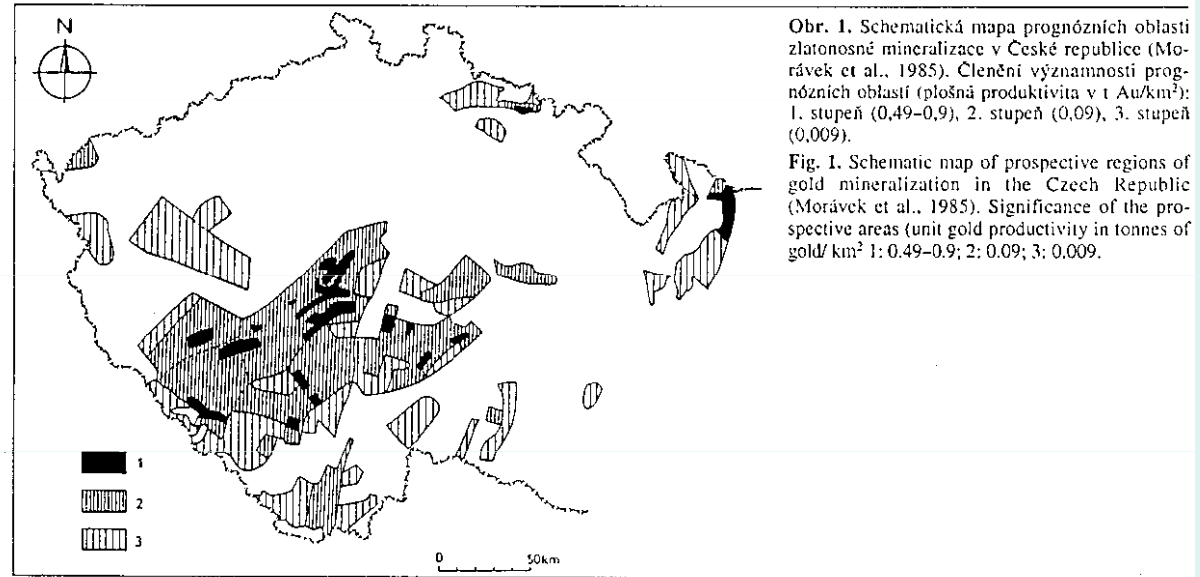 N
Obr. 1. Schematická mapa prognózních oblastí
zlatonosné mineralizace v České republice (Mo-
rávek et al., 1985). Členění významnosti prog-
nózních oblastí (plošná produktivita v t Au/km²):
1. stupeň (0,49–0,9), 2. stupeň (0,09), 3. stupeň
(0,009).
Fig. 1. Schematic map of prospective regions of
gold mineralization in the Czech Republic
(Morávek et al., 1985). Significance of the pro-
spective areas (unit gold productivity in tonnes of
gold/ km² 1: 0.49–0.9; 2: 0.09; 3: 0.009.
1
2
3
0 50km